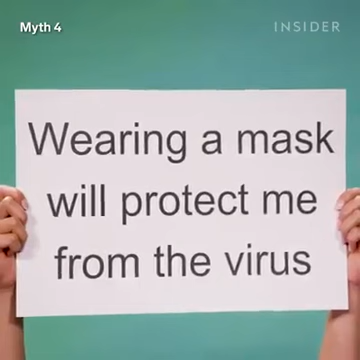 Myth 4
INSIDER
Wearing a mask
will protect me
from the virus